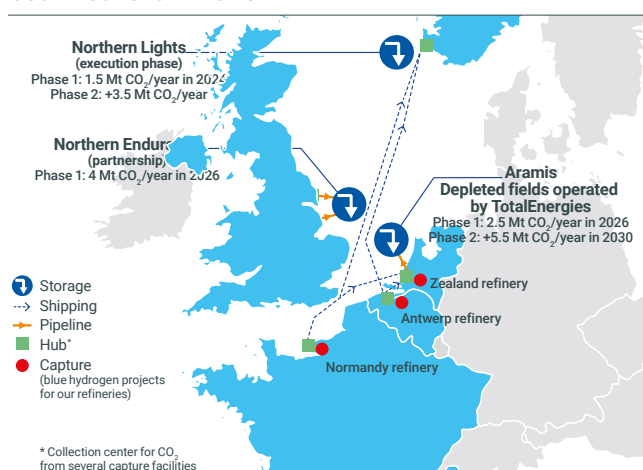 Northern Lights
(execution phase)
Phase 1: 1.5 Mt CO2/year in 2024
Phase 2: +3.5 Mt CO2/year
Northern Endur
(partnership)
Phase 1: 4 Mt CO2/year in 2026
Aramis
Depleted fields operated
by TotalEnergies
Phase 1: 2.5 Mt CO2/year in 2026
Phase 2: +5.5 Mt CO2/year in 2030
Zealand refinery
Antwerp refinery
Normandy refinery
Storage
Shipping
Pipeline
Hub*
Capture
(blue hydrogen projects
for our refineries)
* Collection center for CO2
from several capture facilities